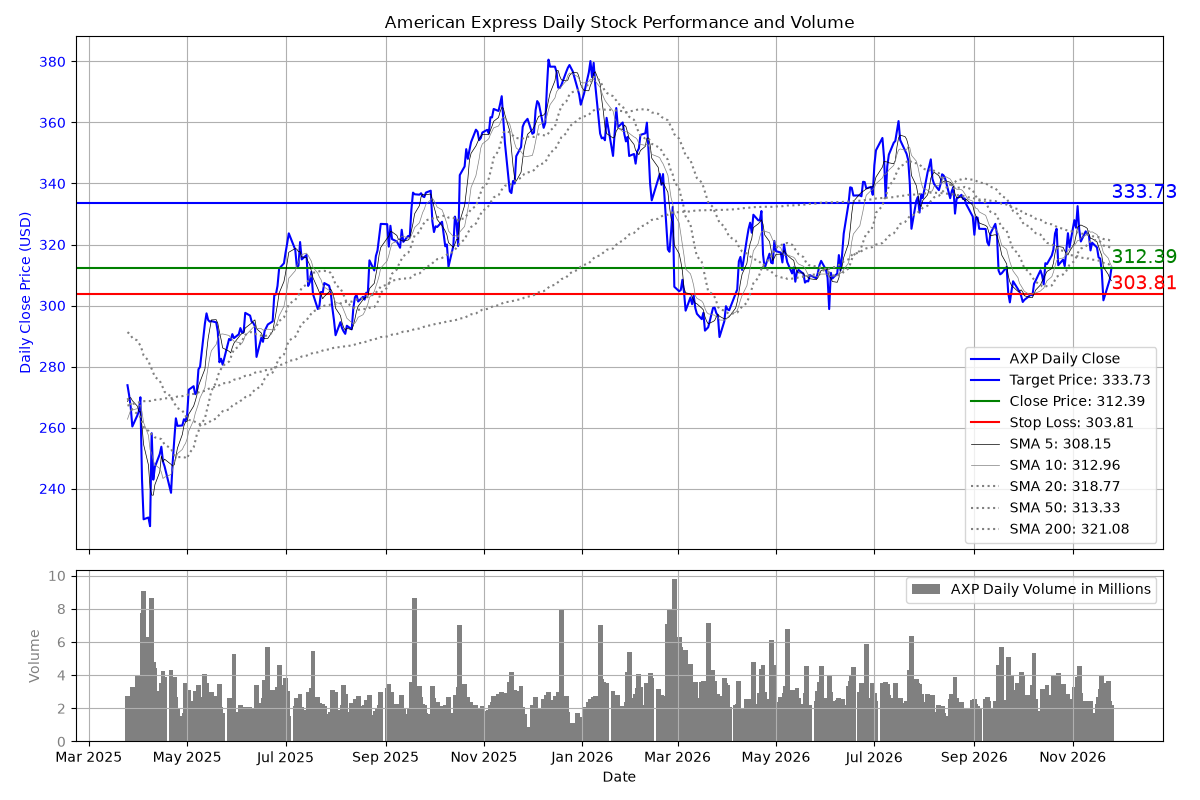 American Express Daily Stock Performance and Volume
Daily Close Price (USD)
380
360
340
320
300
280
260
240
333.73
312.39
303.81
AXP Daily Close
Target Price: 333.73
Close Price: 312.39
Stop Loss: 303.81
SMA 5: 308.15
SMA 10: 312.96
SMA 20: 318.77
SMA 50: 313.33
SMA 200: 321.08
Volume
10
8
6
4
2
0
AXP Daily Volume in Millions
Mar 2025
May 2025
Jul 2025
Sep 2025
Nov 2025
Jan 2026
Mar 2026
May 2026
Jul 2026
Sep 2026
Nov 2026
Date